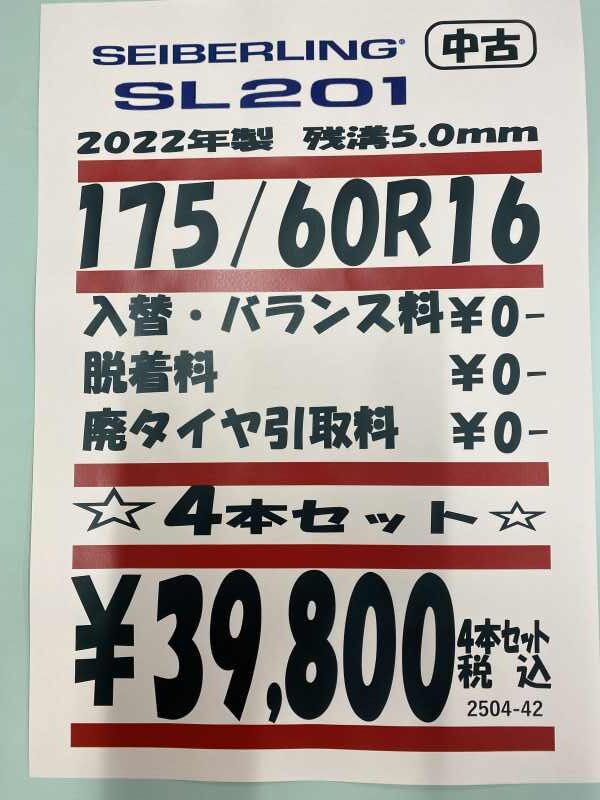 SEIBERLING® 中古
SL201
2022年製 残溝5.0mm
175/60R16
入替・バランス料¥0-
脱着料 ¥0-
廃タイヤ引取料 ¥0-
☆4本セット☆
¥39,800
4本セット
税込
2504-42